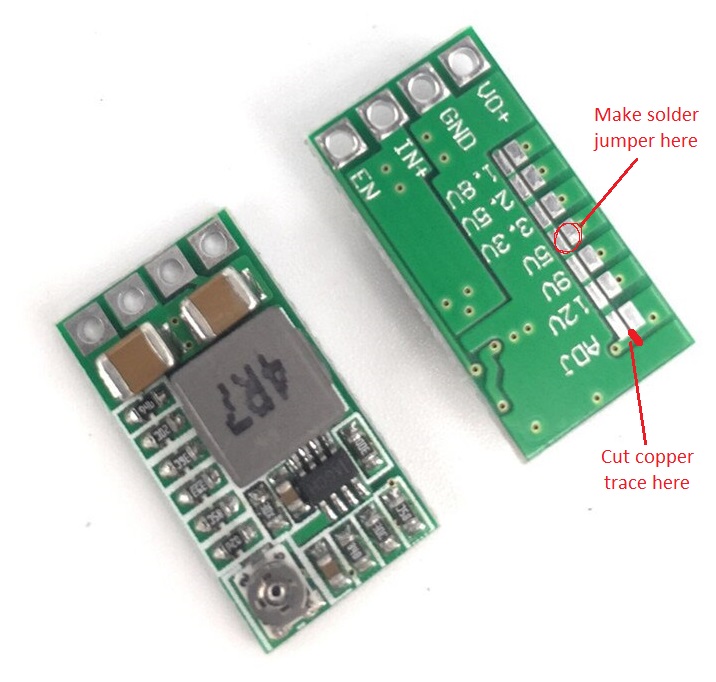 Make solder
jumper here
VO+
GND
IN+
EN
1.8V
2.5V
3.3V
5V
9V
12V
ADJ
4R7
Cut copper
trace here